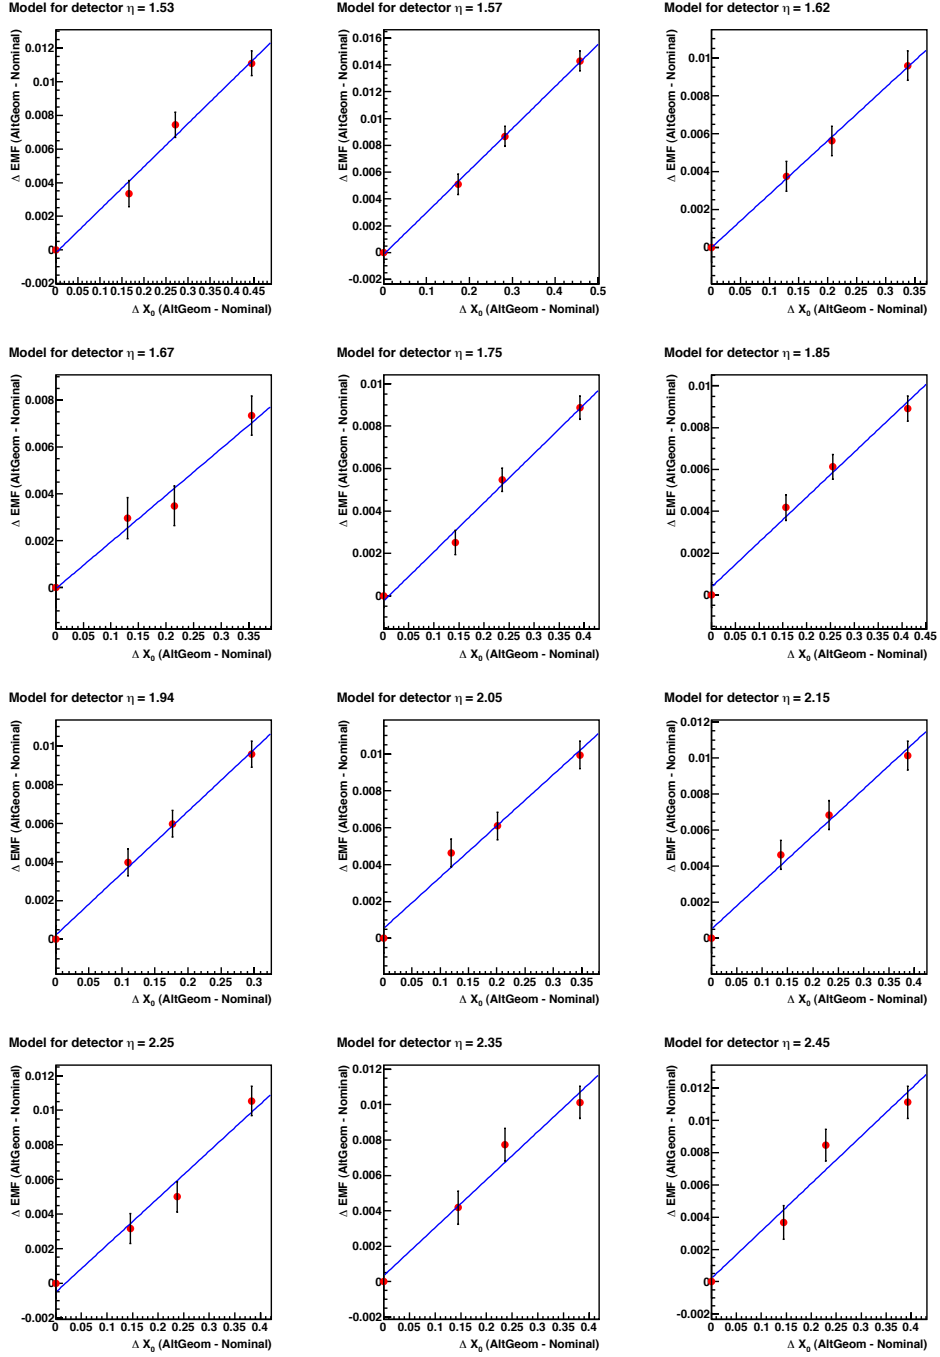 Model for detector η = 1.53
Δ EMF (AltGeom - Nominal)
0.012
0.01
0.008
0.006
0.004
0.002
0
-0.002
0 0.05 0.1 0.15 0.2 0.25 0.3 0.35 0.4 0.45
Δ X₀ (AltGeom - Nominal)
Model for detector η = 1.57
Δ EMF (AltGeom - Nominal)
0.016
0.014
0.012
0.01
0.008
0.006
0.004
0.002
0
-0.002
0 0.1 0.2 0.3 0.4 0.5
Δ X₀ (AltGeom - Nominal)
Model for detector η = 1.62
Δ EMF (AltGeom - Nominal)
0.01
0.008
0.006
0.004
0.002
0
0 0.05 0.1 0.15 0.2 0.25 0.3 0.35
Δ X₀ (AltGeom - Nominal)
Model for detector η = 1.67
Δ EMF (AltGeom - Nominal)
0.008
0.006
0.004
0.002
0
0 0.05 0.1 0.15 0.2 0.25 0.3 0.35
Δ X₀ (AltGeom - Nominal)
Model for detector η = 1.75
Δ EMF (AltGeom - Nominal)
0.01
0.008
0.006
0.004
0.002
0
0 0.05 0.1 0.15 0.2 0.25 0.3 0.35 0.4
Δ X₀ (AltGeom - Nominal)
Model for detector η = 1.85
Δ EMF (AltGeom - Nominal)
0.01
0.008
0.006
0.004
0.002
0
0 0.05 0.1 0.15 0.2 0.25 0.3 0.35 0.4 0.45
Δ X₀ (AltGeom - Nominal)
Model for detector η = 1.94
Δ EMF (AltGeom - Nominal)
0.01
0.008
0.006
0.004
0.002
0
0 0.05 0.1 0.15 0.2 0.25 0.3
Δ X₀ (AltGeom - Nominal)
Model for detector η = 2.05
Δ EMF (AltGeom - Nominal)
0.01
0.008
0.006
0.004
0.002
0
0 0.05 0.1 0.15 0.2 0.25 0.3 0.35
Δ X₀ (AltGeom - Nominal)
Model for detector η = 2.15
Δ EMF (AltGeom - Nominal)
0.012
0.01
0.008
0.006
0.004
0.002
0
0 0.05 0.1 0.15 0.2 0.25 0.3 0.35 0.4
Δ X₀ (AltGeom - Nominal)
Model for detector η = 2.25
Δ EMF (AltGeom - Nominal)
0.012
0.01
0.008
0.006
0.004
0.002
0
-0.002
0 0.05 0.1 0.15 0.2 0.25 0.3 0.35 0.4
Δ X₀ (AltGeom - Nominal)
Model for detector η = 2.35
Δ EMF (AltGeom - Nominal)
0.012
0.01
0.008
0.006
0.004
0.002
0
-0.002
0 0.05 0.1 0.15 0.2 0.25 0.3 0.35 0.4
Δ X₀ (AltGeom - Nominal)
Model for detector η = 2.45
Δ EMF (AltGeom - Nominal)
0.012
0.01
0.008
0.006
0.004
0.002
0
-0.002
0 0.05 0.1 0.15 0.2 0.25 0.3 0.35 0.4
Δ X₀ (AltGeom - Nominal)